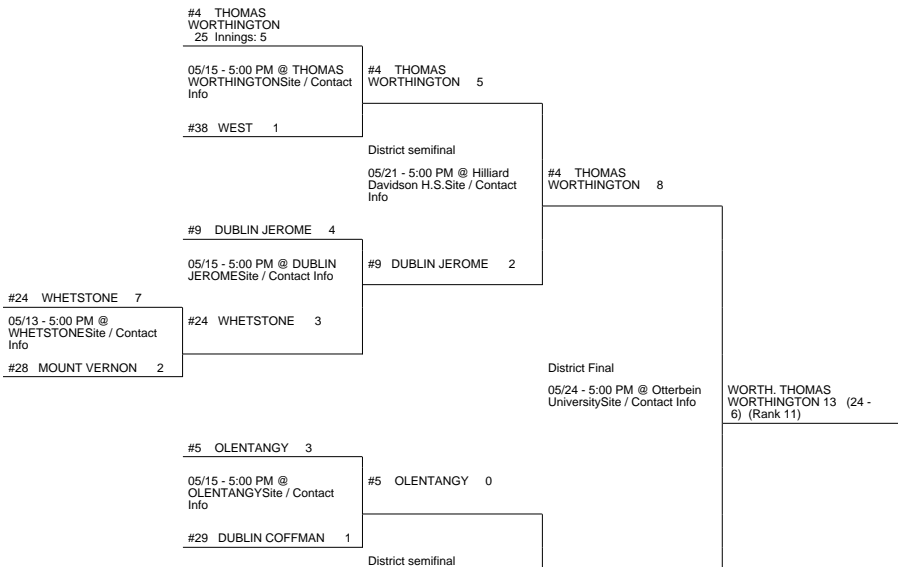 #4 THOMAS
WORTHINGTON
25 Innings: 5
05/15 - 5:00 PM @ THOMAS
WORTHINGTONSite / Contact
Info
#38 WEST 1
#4 THOMAS
WORTHINGTON 5
District semifinal
05/21 - 5:00 PM @ Hilliard
Davidson H.S.Site / Contact
Info
#4 THOMAS
WORTHINGTON 8
#9 DUBLIN JEROME 4
05/15 - 5:00 PM @ DUBLIN
JEROMESite / Contact Info
#9 DUBLIN JEROME 2
#24 WHETSTONE 7
05/13 - 5:00 PM @
WHETSTONESite / Contact
Info
#28 MOUNT VERNON 2
#24 WHETSTONE 3
District Final
05/24 - 5:00 PM @ Otterbein
UniversitySite / Contact Info
WORTH. THOMAS
WORTHINGTON 13 (24 -
6) (Rank 11)
#5 OLENTANGY 3
05/15 - 5:00 PM @
OLENTANGYSite / Contact
Info
#5 OLENTANGY 0
#29 DUBLIN COFFMAN 1
District semifinal